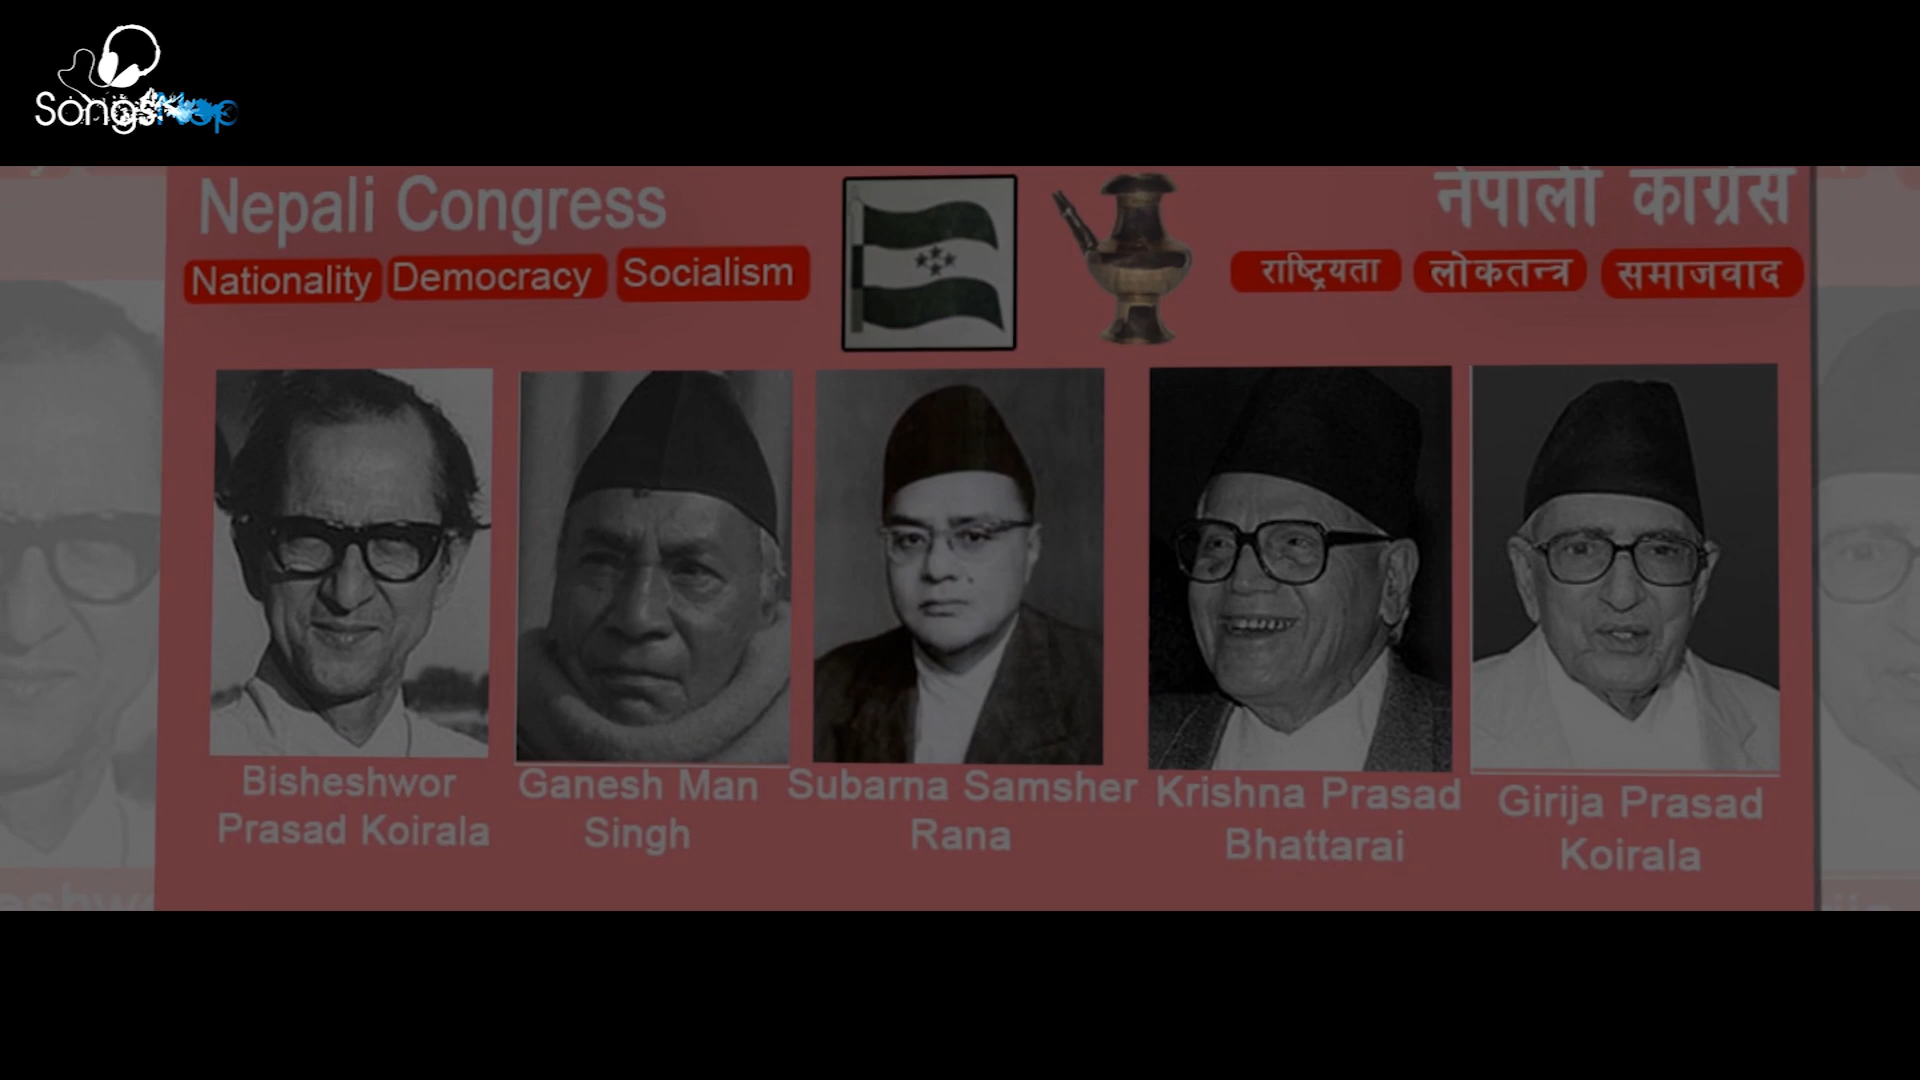 SongsNep
Nepali Congress
नेपाली कांग्रेस
Nationality Democracy Socialism
राष्ट्रियता लोकतन्त्र समाजवाद
Bisheshwor
Prasad Koirala
Ganesh Man
Singh
Subarna Samsher
Rana
Krishna Prasad
Bhattarai
Girija Prasad
Koirala